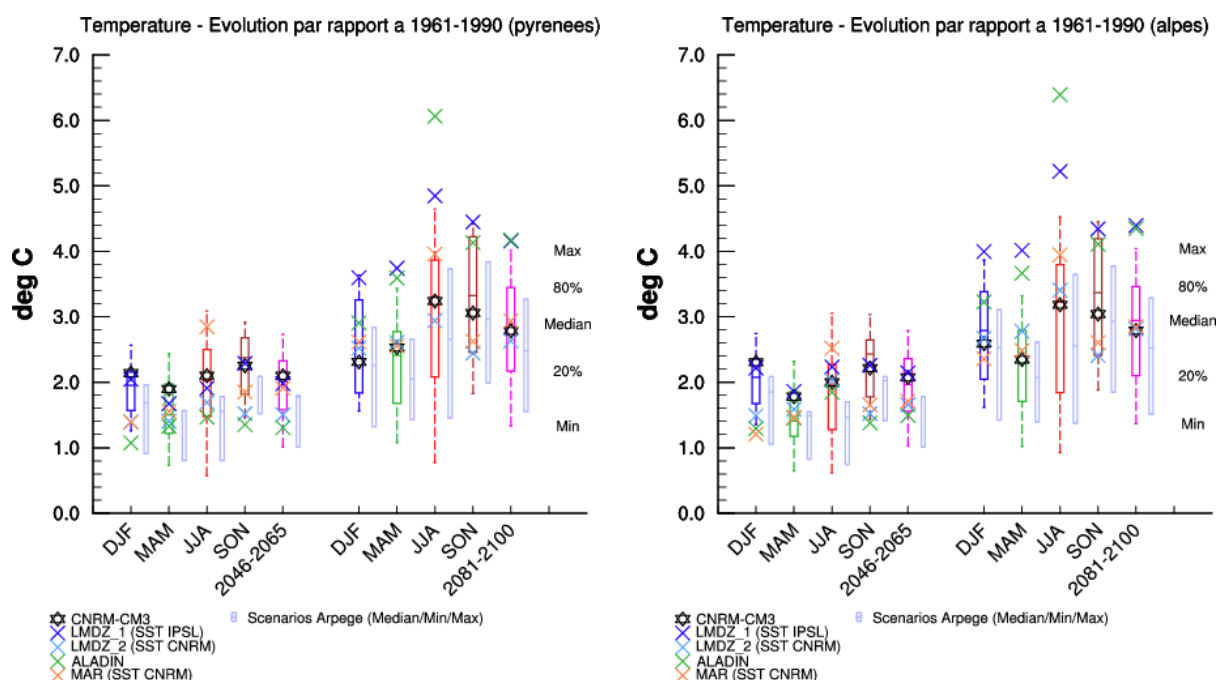 Temperature - Evolution par rapport a 1961-1990 (pyrenees)
7.0
6.0
5.0
4.0
3.0
2.0
1.0
0.0
deg C
Max
80%
Median
20%
Min
DJF
MAM
JJA
SON
2046-2065
DJF
MAM
JJA
SON
2081-2100
CNRM-CM3
LMDZ_1 (SST IPSL)
LMDZ_2 (SST CNRM)
ALADIN
MAR (SST CNRM)
Scenarios Arpege (Median/Min/Max)
Temperature - Evolution par rapport a 1961-1990 (alpes)
7.0
6.0
5.0
4.0
3.0
2.0
1.0
0.0
deg C
Max
80%
Median
20%
Min
DJF
MAM
JJA
SON
2046-2065
DJF
MAM
JJA
SON
2081-2100
CNRM-CM3
LMDZ_1 (SST IPSL)
LMDZ_2 (SST CNRM)
ALADIN
MAR (SST CNRM)
Scenarios Arpege (Median/Min/Max)